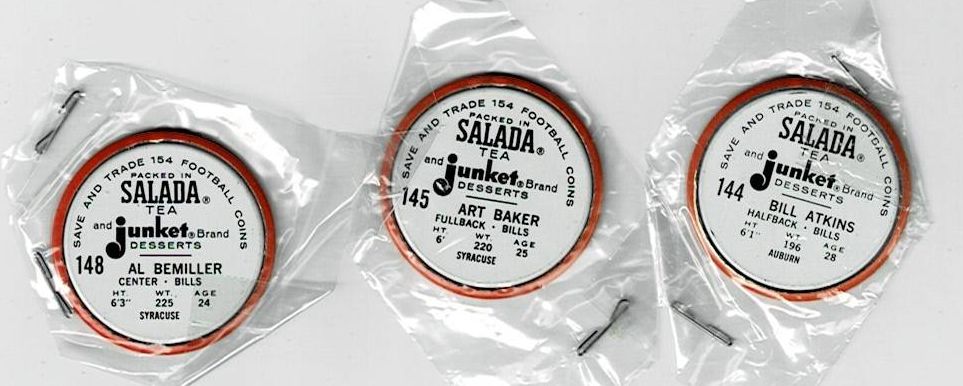 SAVE AND TRADE 154 FOOTBALL COINS
PACKED IN
SALADA®
TEA
and junket® Brand
DESSERTS
148
AL BEMILLER
CENTER · BILLS
HT. WT. AGE
6'3" 225 24
SYRACUSE
SAVE AND TRADE 154 FOOTBALL COINS
PACKED IN
SALADA®
TEA
and junket® Brand
DESSERTS
145
ART BAKER
FULLBACK · BILLS
HT. WT. AGE
6' 220 25
SYRACUSE
SAVE AND TRADE 154 FOOTBALL COINS
PACKED IN
SALADA®
TEA
and junket® Brand
DESSERTS
144
BILL ATKINS
HALFBACK · BILLS
HT WT. AGE
6'1" 196 28
AUBURN